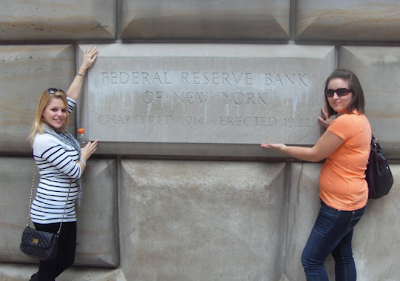 FEDERAL RESERVE BANK
OF NEW YORK
CHARTERED 1914 ERECTED 1922